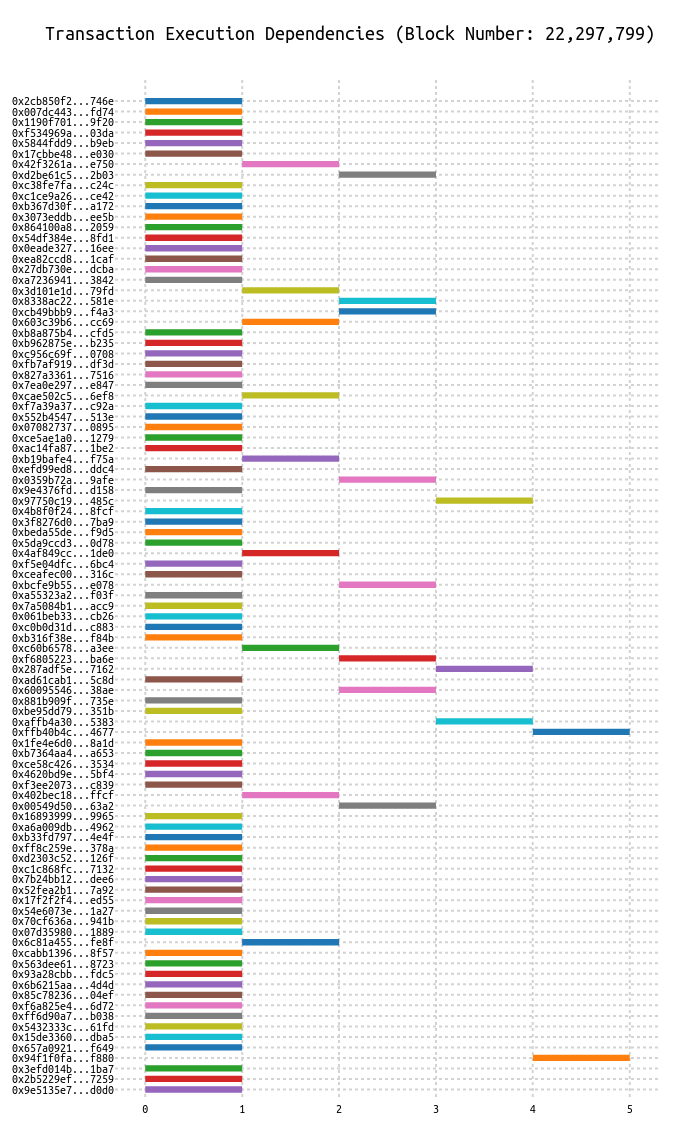 Transaction Execution Dependencies (Block Number: 22,297,799)
0x2cb850f2...746e
0x007dc443...fd74
0x1190f701...9f20
0xf534969a...03da
0x5844fdd9...b9eb
0x17cbbe48...e030
0x42f3261a...e750
0xd2be61c5...2b03
0xc38fe7fa...c24c
0xc1ce9a26...ce42
0xb367d30f...a172
0x3073eddb...ee5b
0x864100a8...2059
0x54df384e...8fd1
0x0eade327...16ee
0xea82ccd8...1caf
0x27db730e...dcba
0xa7236941...3842
0x3d101e1d...79fd
0x8338ac22...581e
0xcb49bbb9...f4a3
0x603c39b6...cc69
0xb8a875b4...cfd5
0xb962875e...b235
0xc956c69f...0708
0xfb7af919...df3d
0x827a3361...7516
0x7ea0e297...e847
0xcae502c5...6ef8
0xf7a39a37...c92a
0x552b4547...513e
0x07082737...0895
0xce5ae1a0...1279
0xac14fa87...1be2
0xb19bafe4...f75a
0xefd99ed8...ddc4
0x0359b72a...9afe
0x9e4376fd...d158
0x97750c19...485c
0x4b8f0f24...8fcf
0x3f8276d0...7ba9
0xbeda55de...f9d5
0x5da9ccd3...0d78
0x4af849cc...1de0
0xf5e04dfc...6bc4
0xceafec00...316c
0xbcfe9b55...e078
0xa55323a2...f03f
0x7a5084b1...acc9
0x061beb33...cb26
0xc0b0d31d...c883
0xb316f38e...f84b
0xc60b6578...a3ee
0xf6805223...ba6e
0x287adf5e...7162
0xad61cab1...5c8d
0x60095546...38ae
0x881b909f...735e
0xbe95dd79...351b
0xaffb4a30...5383
0xffb40b4c...4677
0x1fe4e6d0...8a1d
0xb7364aa4...a653
0xce58c426...3534
0x4620bd9e...5bf4
0xf3ee2073...c839
0x402bec18...ffcf
0x00549d50...63a2
0x16893999...9965
0xa6a009db...4962
0xb33fd797...4e4f
0xff8c259e...378a
0xd2303c52...126f
0xc1c868fc...7132
0x7b24bb12...dee6
0x52fea2b1...7a92
0x17f2f2f4...ed55
0x54e6073e...1a27
0x70cf636a...941b
0x07d35980...1889
0x6c81a455...fe8f
0xcabb1396...8f57
0x563dee61...8723
0x93a28cbb...fdc5
0x6b6215aa...4d4d
0x85c78236...04ef
0xf6a825e4...6d72
0xff6d90a7...b038
0x5432333c...61fd
0x15de3360...dba5
0x657a0921...f649
0x94f1f0fa...f880
0x3efd014b...1ba7
0x2b5229ef...7259
0x9e5135e7...d0d0
0 1 2 3 4 5